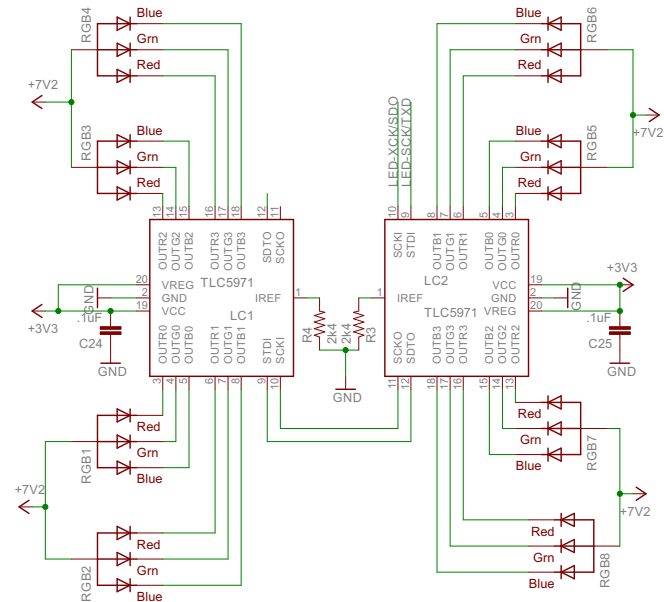 RGB4
Blue
Grn
Red
+7V2
RGB3
Blue
Grn
Red
Blue
RGB6
Grn
Red
+7V2
Blue
RGB5
Grn
Red
LED-XCK/SDO
LED-SCK/TXD
13
14
15
16
17
18
12
11
OUTR2
OUTG2
OUTB2
OUTR3
OUTG3
OUTB3
SDTO
SCKO
20
2
19
VREG
GND
VCC
TLC5971
LC1
IREF
1
GND
+3V3
.1uF
C24
GND
OUTR0
OUTG0
OUTB0
OUTR1
OUTG1
OUTB1
STDI
SCKI
3
4
5
6
7
8
9
10
R4
2k4
2k4
R3
GND
10
9
8
7
6
5
4
3
SCKI
STDI
OUTB1
OUTG1
OUTR1
OUTB0
OUTG0
OUTR0
1
IREF
LC2
TLC5971
VCC
GND
VREG
19
2
20
+3V3
GND
.1uF
C25
GND
SCKO
SDTO
OUTB3
OUTG3
OUTR3
OUTB2
OUTG2
OUTR2
11
12
18
17
16
15
14
13
RGB1
Red
Grn
Blue
+7V2
RGB2
Red
Grn
Blue
Red
Grn
Blue
RGB7
+7V2
Red
Grn
Blue
RGB8